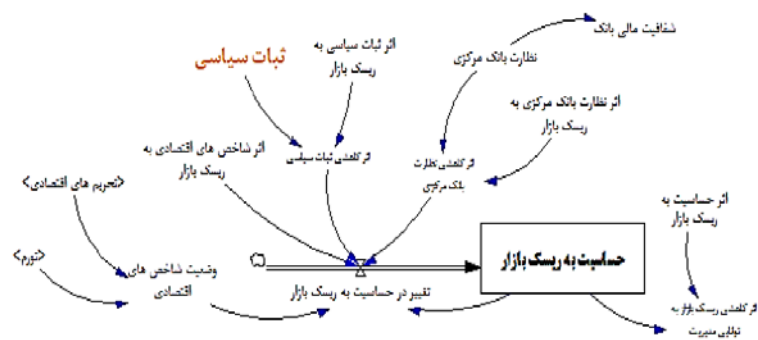 شفافیت مالی بانک
ثبات سیاسی
اثر ثبات سیاسی به
ریسک بازار
نظارت بانک مرکزی
اثر نظارت بانک مرکزی به
ریسک بازار
اثر شاخص های اقتصادی به
ریسک بازار
اثر کاهشی ثبات سیاسی
اثر کاهشی نظارت
بانک مرکزی
<تحریم های اقتصادی>
اثر حساسیت به
ریسک بازار
<تورم>
وضعیت شاخص های
اقتصادی
حساسیت به ریسک بازار
تغییر در حساسیت به ریسک بازار
اثر کاهشی ریسک بازار به
توانایی مدیریت